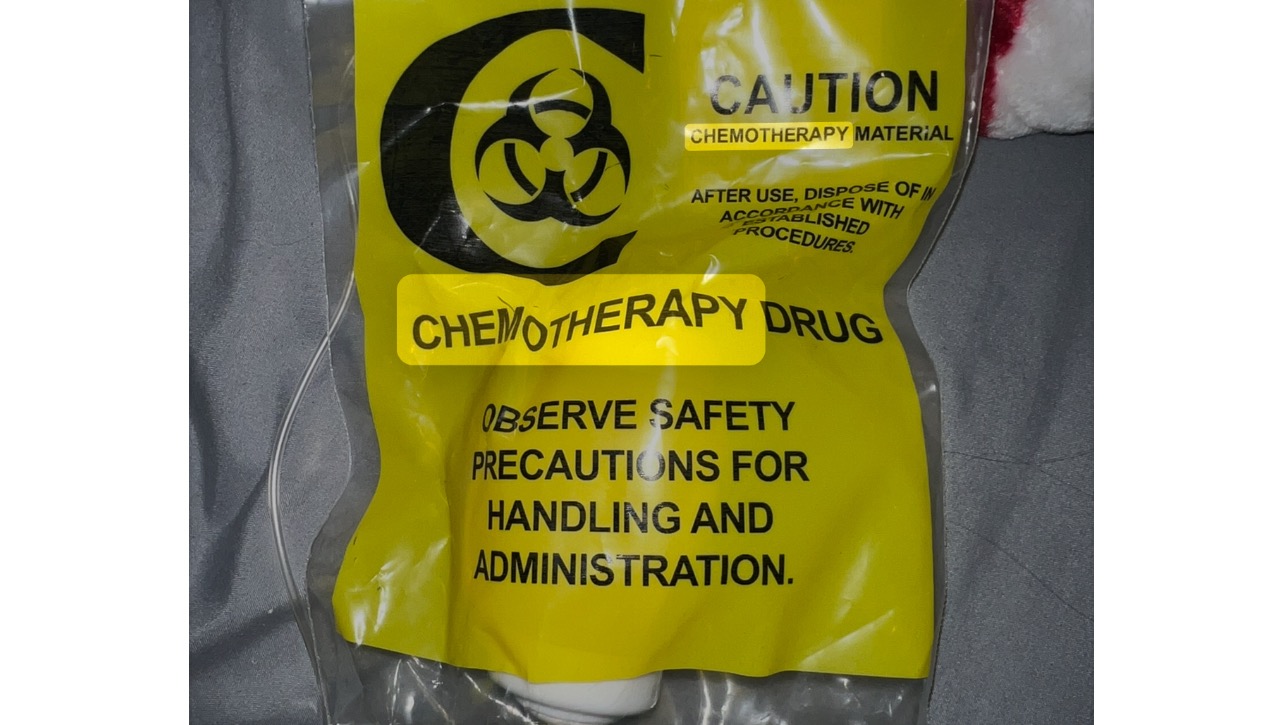 C
CAUTION
CHEMOTHERAPY MATERIAL
AFTER USE, DISPOSE OF IN
ACCORDANCE WITH
ESTABLISHED
PROCEDURES.
CHEMOTHERAPY DRUG
OBSERVE SAFETY
PRECAUTIONS FOR
HANDLING AND
ADMINISTRATION.